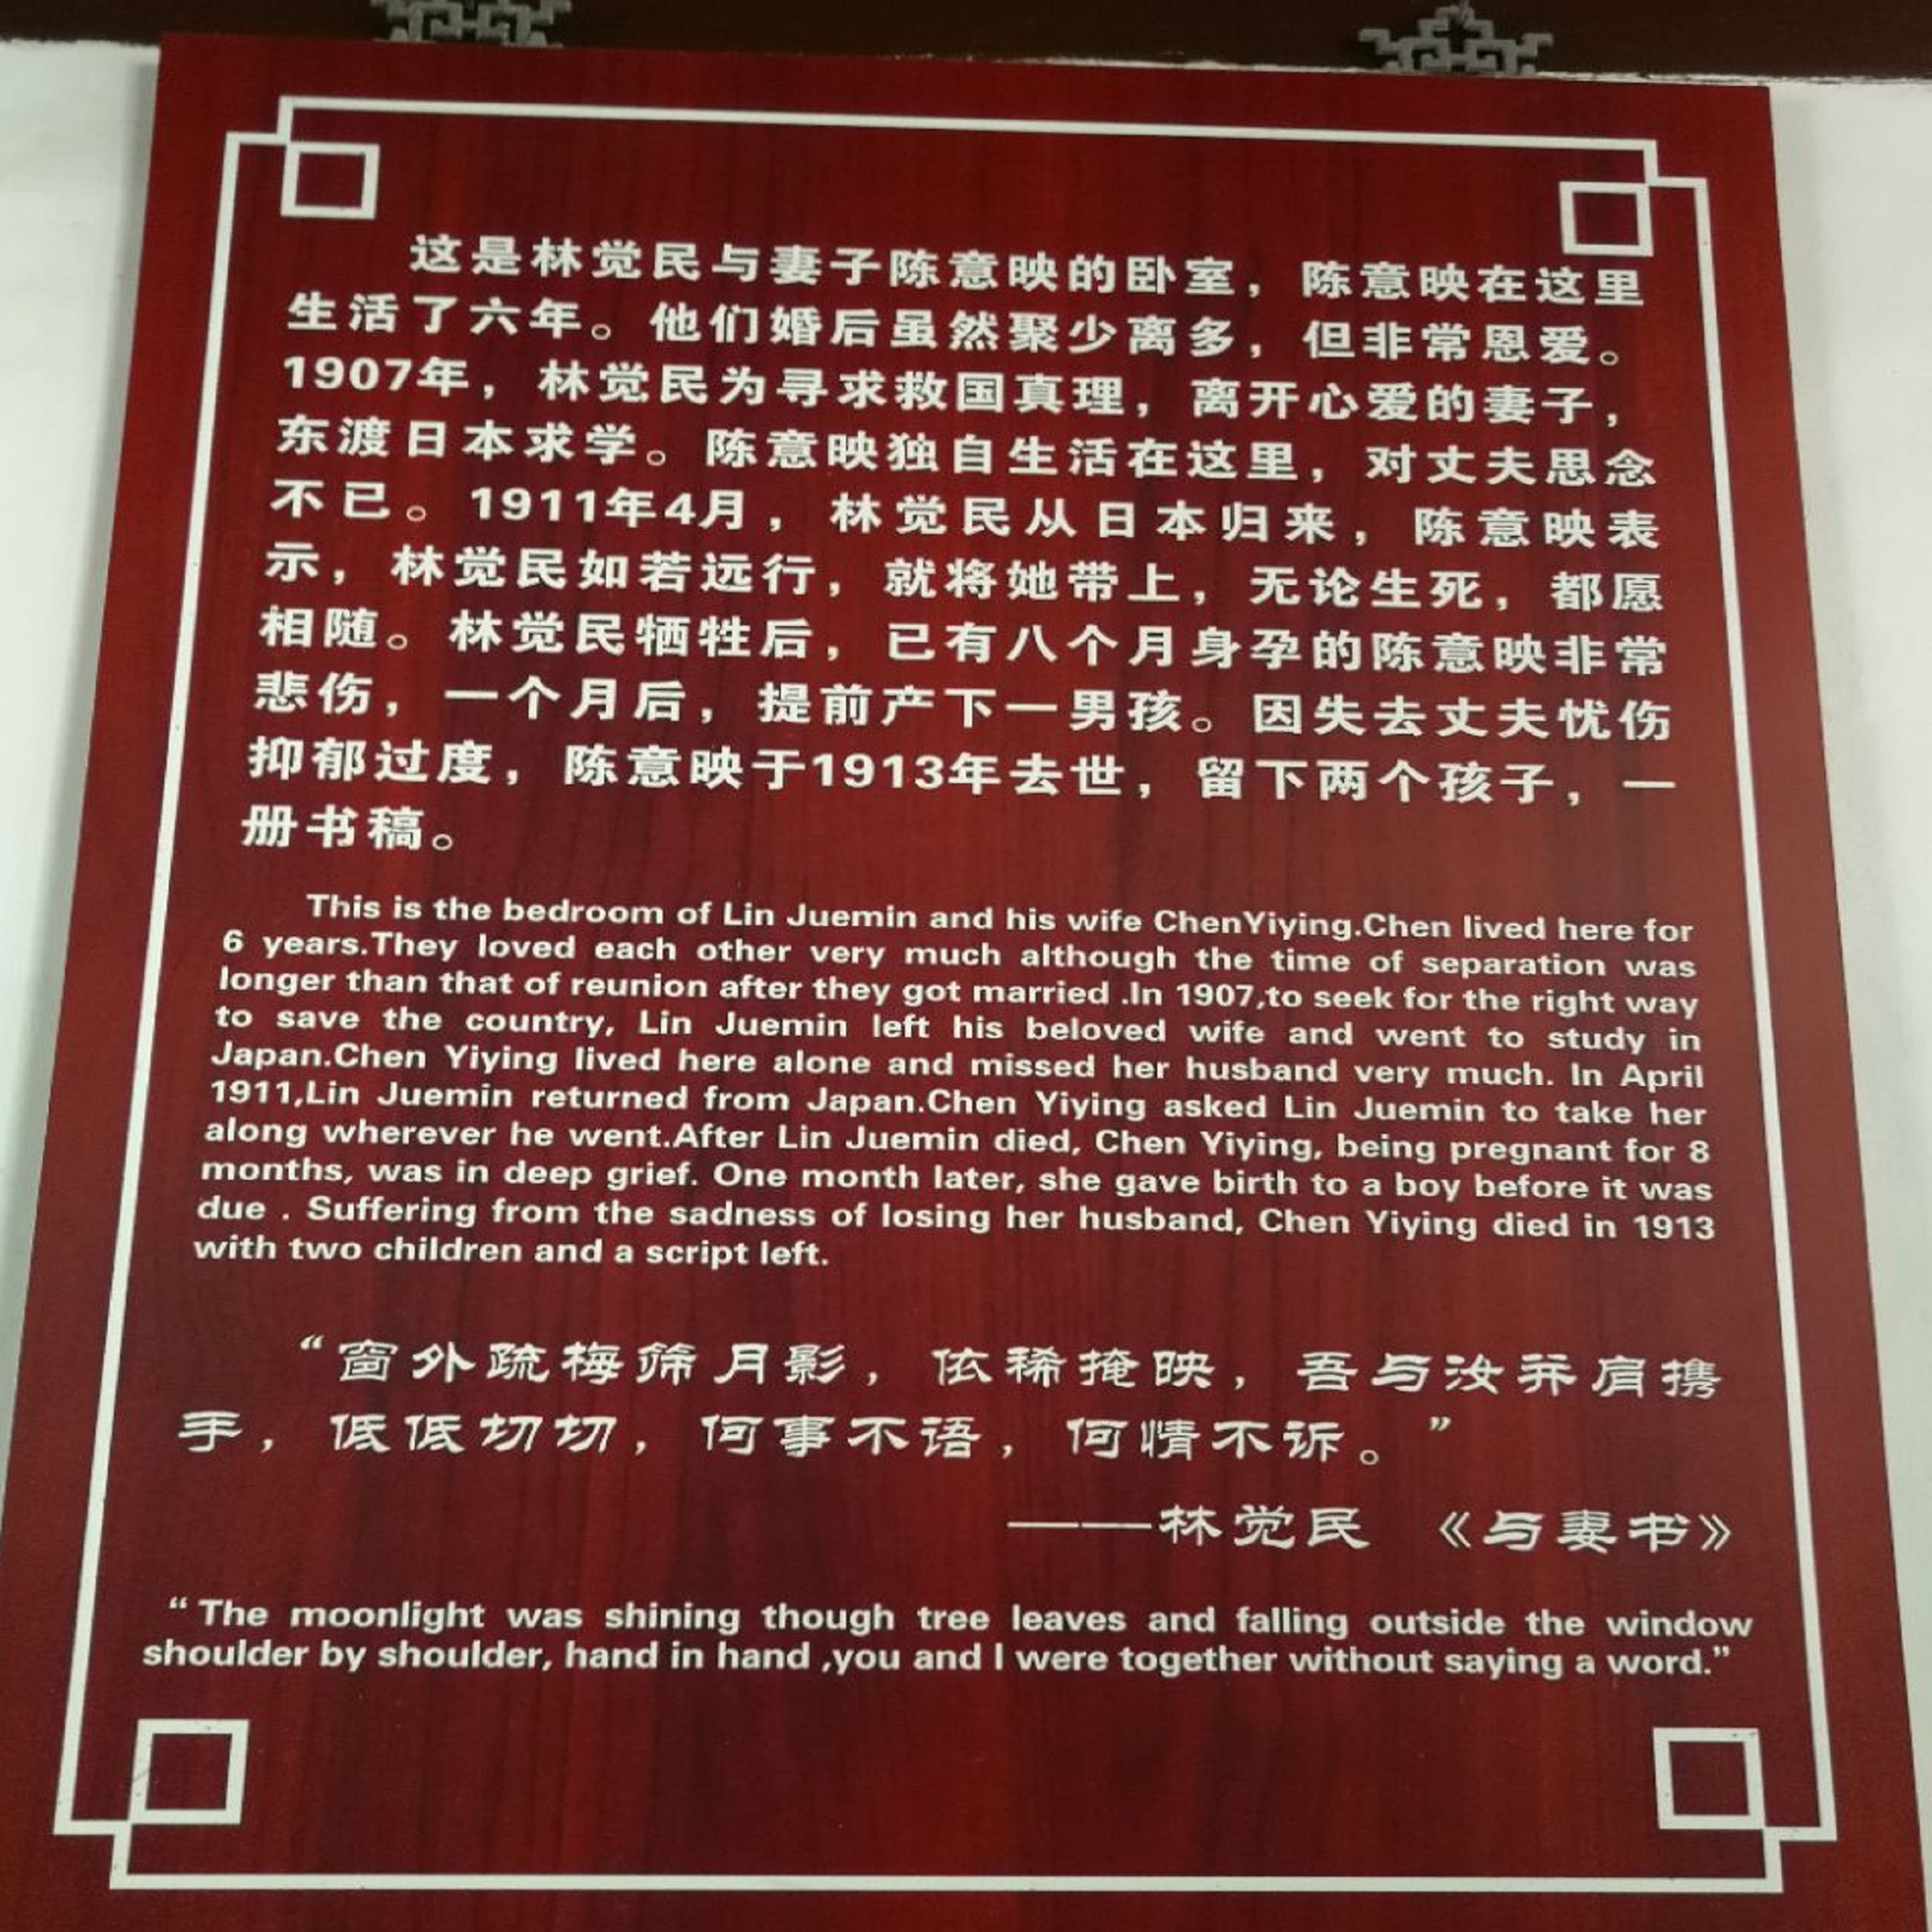 这是林觉民与妻子陈意映的卧室，陈意映在这里
生活了六年。他们婚后虽然聚少离多，但非常恩爱。
1907年，林觉民为寻求救国真理，离开心爱的妻子，
东渡日本求学。陈意映独自生活在这里，对丈夫思念
不已。1911年4月，林觉民从日本归来，陈意映表
示，林觉民如若远行，就将她带上，无论生死，都愿
相随。林觉民牺牲后，已有八个月身孕的陈意映非常
悲伤，一个月后，提前产下一男孩。因失去丈夫忧伤
抑郁过度，陈意映于1913年去世，留下两个孩子，一
册书稿。
This is the bedroom of Lin Juemin and his wife ChenYiying.Chen lived here for
6 years.They loved each other very much although the time of separation was
longer than that of reunion after they got married .In 1907,to seek for the right way
to save the country, Lin Juemin left his beloved wife and went to study in
Japan.Chen Yiying lived here alone and missed her husband very much. In April
1911,Lin Juemin returned from Japan.Chen Yiying asked Lin Juemin to take her
along wherever he went.After Lin Juemin died, Chen Yiying, being pregnant for 8
months, was in deep grief. One month later, she gave birth to a boy before it was
due . Suffering from the sadness of losing her husband, Chen Yiying died in 1913
with two children and a script left.
“窗外疏梅筛月影，依稀掩映，吾与汝并肩携
手，低低切切，何事不语，何情不诉。”
——林觉民 《与妻书》
“ The moonlight was shining though tree leaves and falling outside the window
shoulder by shoulder, hand in hand ,you and I were together without saying a word.”